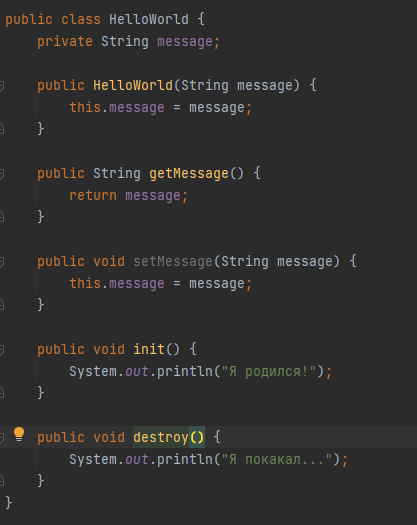 public class HelloWorld {
private String message;
public HelloWorld(String message) {
this.message = message;
}
public String getMessage() {
return message;
}
public void setMessage(String message) {
this.message = message;
}
public void init() {
System.out.println("Я родился!");
}
public void destroy() {
System.out.println("Я покакал...");
}
}